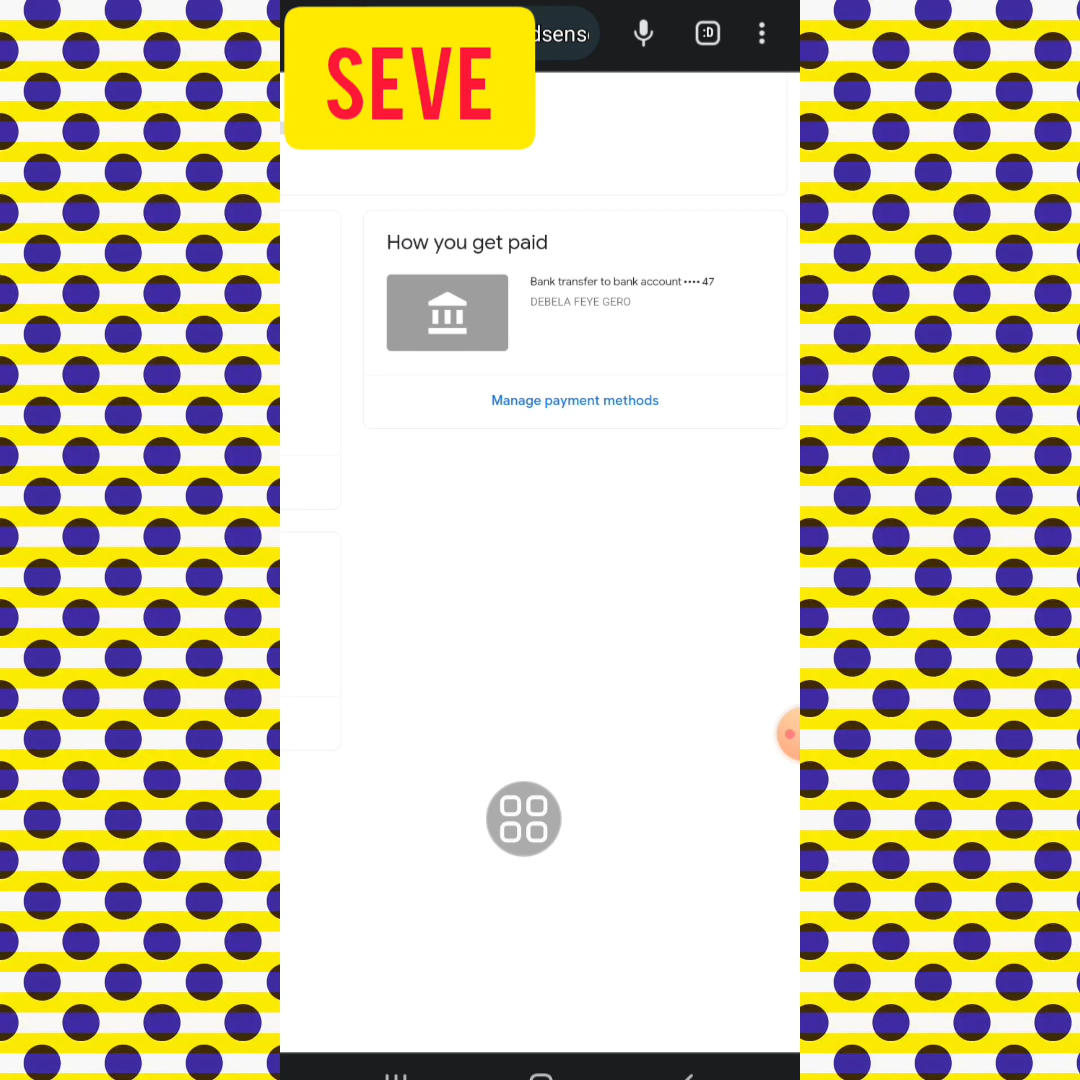 SEVE
dsens
:D
How you get paid
Bank transfer to bank account •••• 47
DEBELA FEYE GERO
Manage payment methods